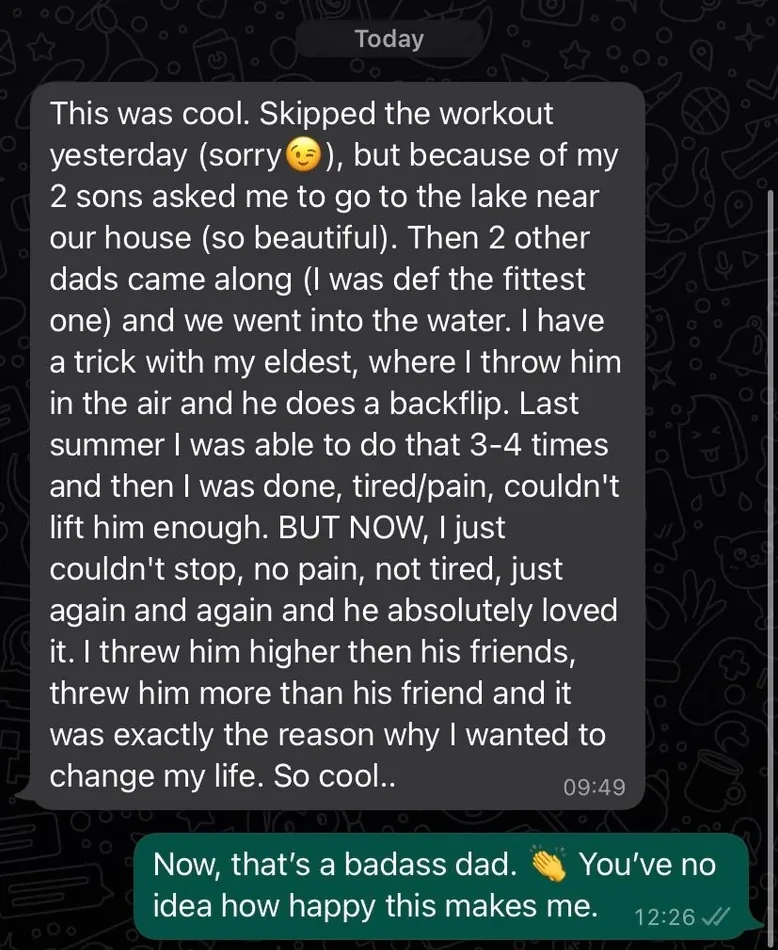 Today
This was cool. Skipped the workout
yesterday (sorry😉), but because of my
2 sons asked me to go to the lake near
our house (so beautiful). Then 2 other
dads came along (I was def the fittest
one) and we went into the water. I have
a trick with my eldest, where I throw him
in the air and he does a backflip. Last
summer I was able to do that 3-4 times
and then I was done, tired/pain, couldn't
lift him enough. BUT NOW, I just
couldn't stop, no pain, not tired, just
again and again and he absolutely loved
it. I threw him higher then his friends,
threw him more than his friend and it
was exactly the reason why I wanted to
change my life. So cool..
09:49
Now, that’s a badass dad. 👏 You’ve no
idea how happy this makes me.
12:26